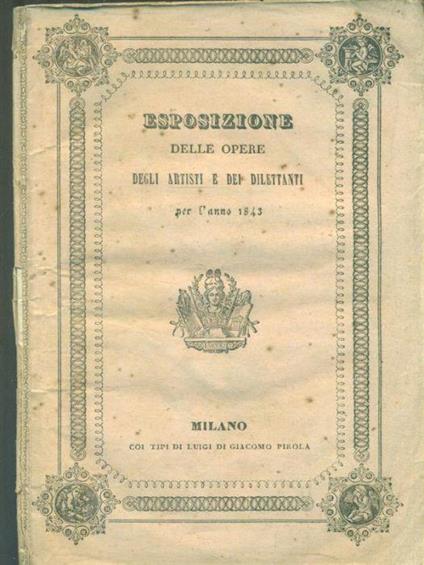 ESPOSIZIONE
DELLE OPERE
DEGLI ARTISTI E DEI DILETTANTI
per l'anno 1843
MILANO
COI TIPI DI LUIGI DI GIACOMO PIROLA